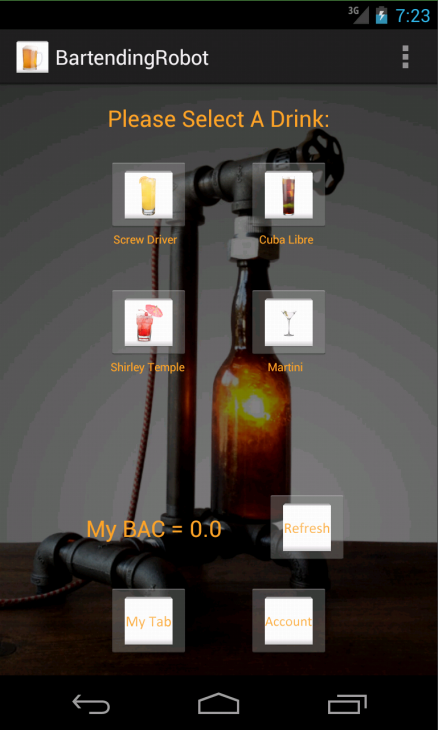 3G 7:23
BartendingRobot
Please Select A Drink:
Screw Driver Cuba Libre
Shirley Temple Martini
My BAC = 0.0 Refresh
My Tab Account